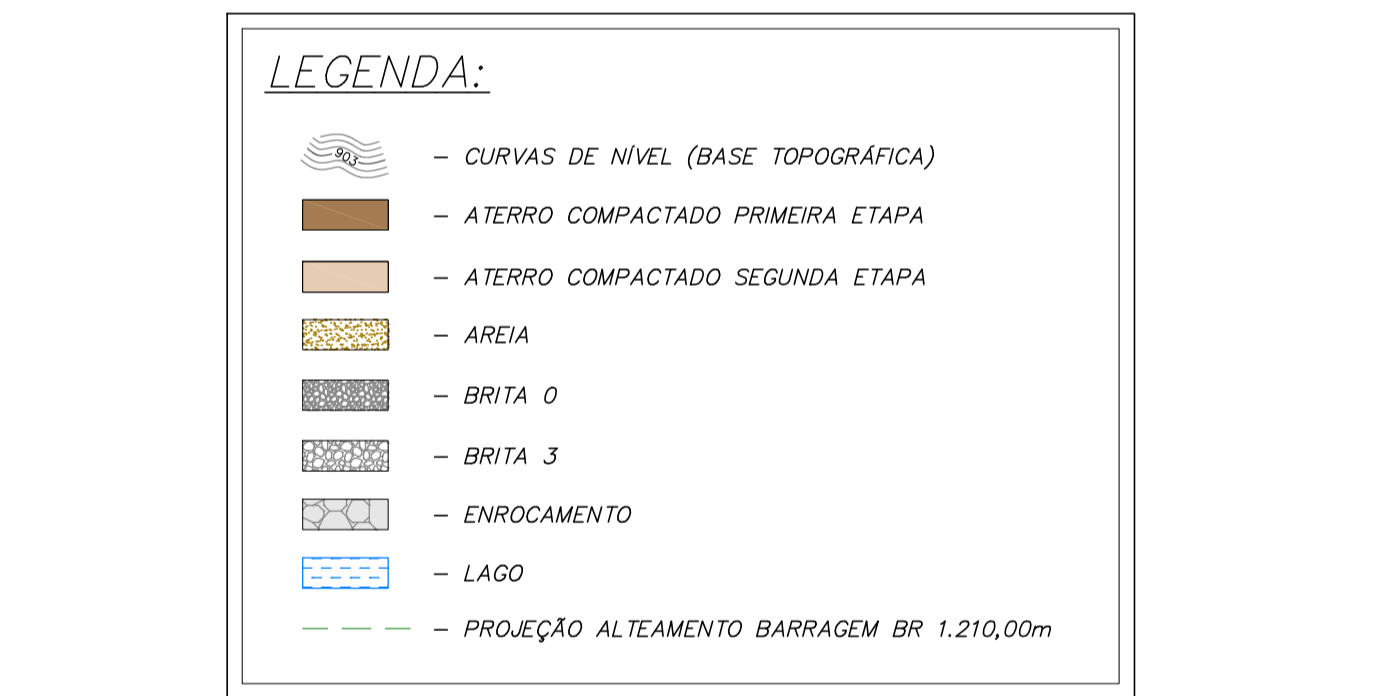 LEGENDA:
903
- CURVAS DE NÍVEL (BASE TOPOGRÁFICA)
- ATERRO COMPACTADO PRIMEIRA ETAPA
- ATERRO COMPACTADO SEGUNDA ETAPA
- AREIA
- BRITA 0
- BRITA 3
- ENROCAMENTO
- LAGO
- PROJEÇÃO ALTEAMENTO BARRAGEM BR 1.210,00m